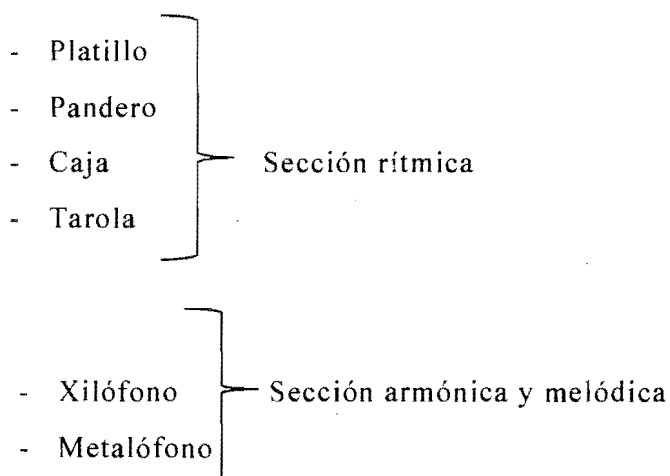 - Platillo
- Pandero
- Caja Sección rítmica
- Tarola
- Xilófono Sección armónica y melódica
- Metalófono